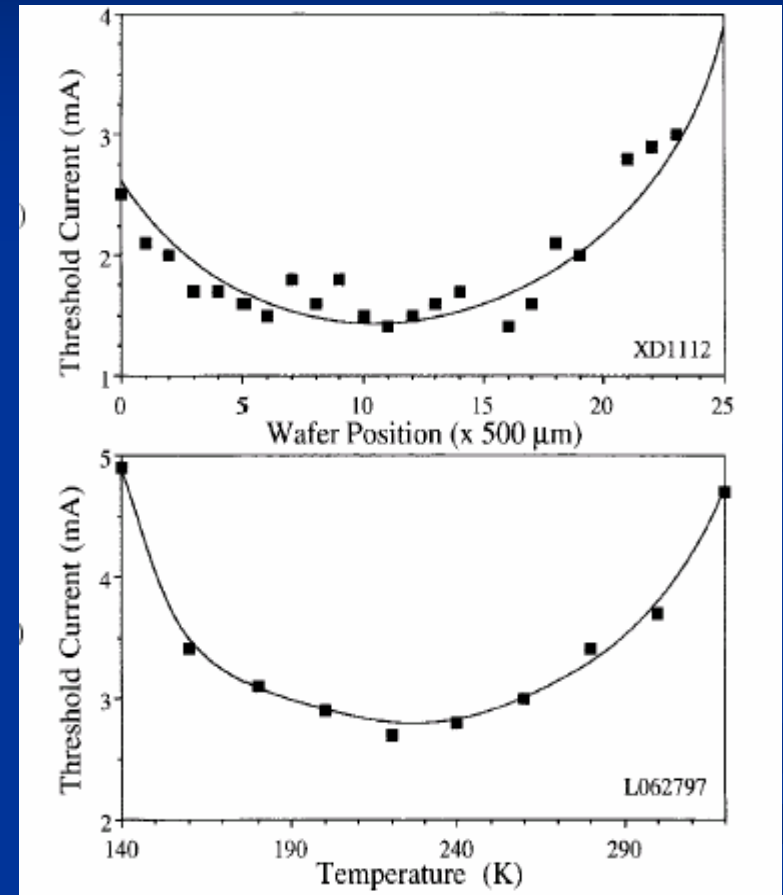 4
3
2
1
Threshold Current (mA)
XD1112
0 5 10 15 20 25
Wafer Position (x 500 µm)
5
4
3
2
Threshold Current (mA)
L062797
140 190 240 290
Temperature (K)
)
)